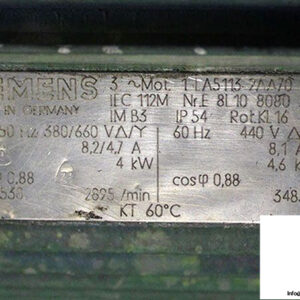 SIEMENS 3~Mot. 1LA5113-2AA70
IN GERMANY IEC 112M Nr.E 8L10 8080
IM B3 IP 54 Rot.KL 16
50 Hz 380/660 V Δ/Y 60 Hz 440 V
8.2/4.7 A 8,1
4 kW 4,6
0,88 cosφ 0,88
2895/min 348
KT 60°C